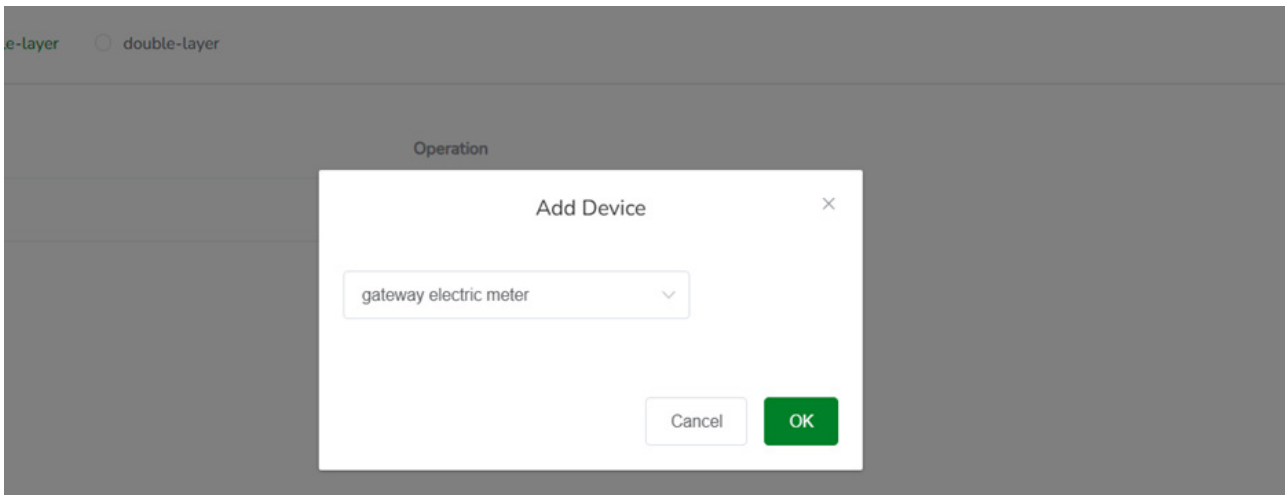 e-layer double-layer
Operation
Add Device
gateway electric meter
Cancel OK